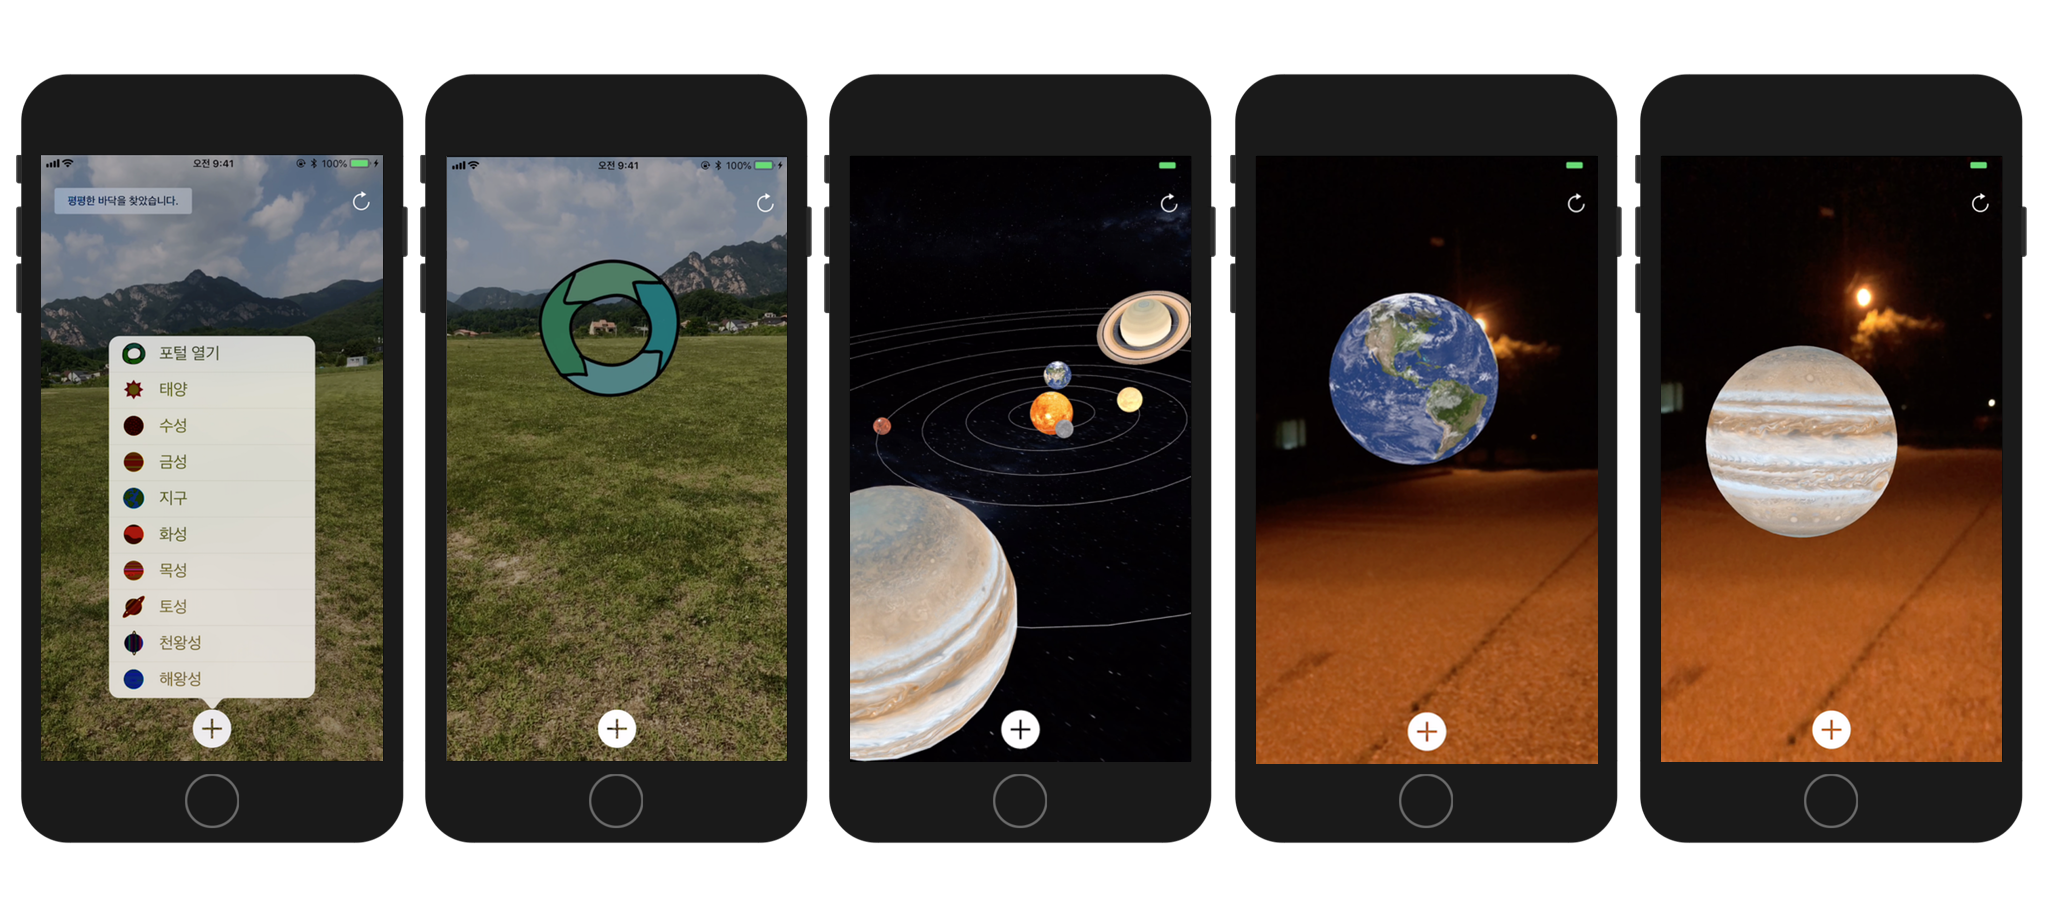 오전 9:41
100%
평평한 바닥을 찾았습니다.
포털 열기
태양
수성
금성
지구
화성
목성
토성
천왕성
해왕성
오전 9:41
100%